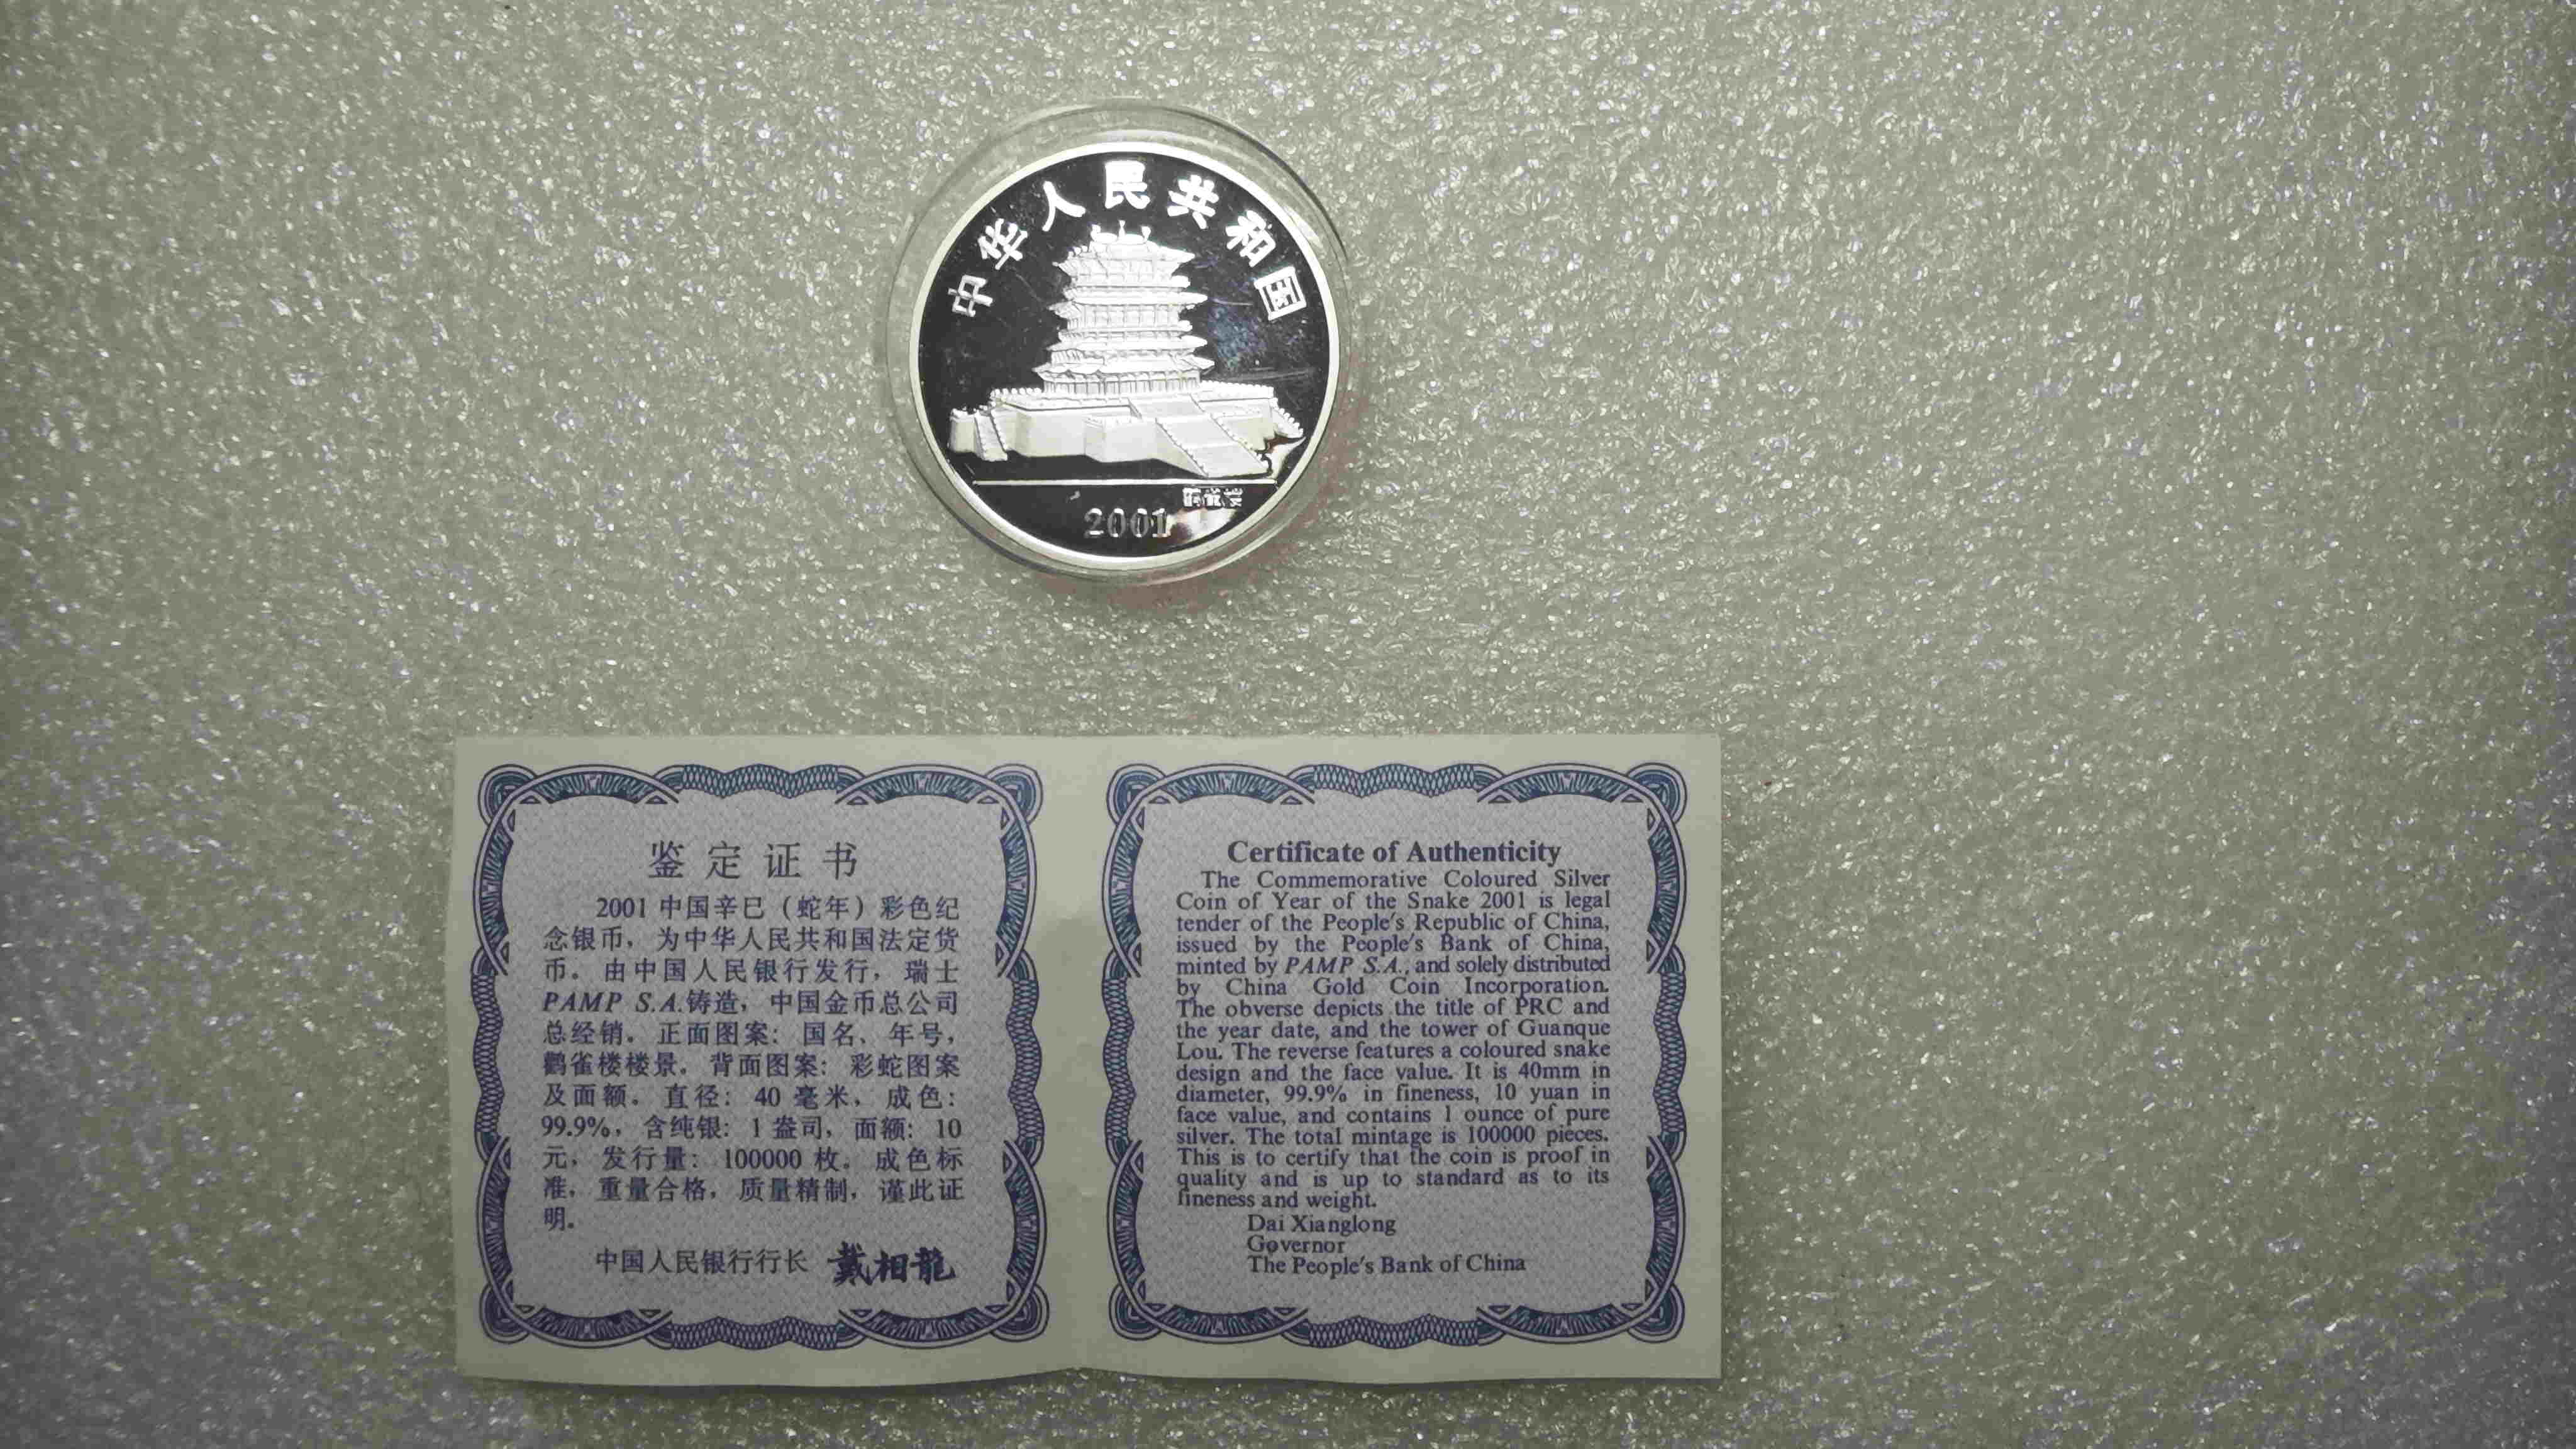 中华人民共和国
鹳雀楼
2001
鉴定证书
2001 中国辛巳（蛇年）彩色纪
念银币，为中华人民共和国法定货
币。由中国人民银行发行，瑞士
PAMP S.A.铸造，中国金币总公司
总经销。正面图案：国名、年号，
鹳雀楼楼景。背面图案：彩蛇图案
及面额。直径：40 毫米，成色：
99.9%，含纯银：1 盎司，面额：10
元，发行量：100000 枚。成色标
准，重量合格，质量精制，谨此证
明。
中国人民银行行长 戴相龍
Certificate of Authenticity
The Commemorative Coloured Silver
Coin of Year of the Snake 2001 is legal
tender of the People's Republic of China,
issued by the People's Bank of China,
minted by PAMP S.A., and solely distributed
by China Gold Coin Incorporation.
The obverse depicts the title of PRC and
the year date, and the tower of Guanque
Lou. The reverse features a coloured snake
design and the face value. It is 40mm in
diameter, 99.9% in fineness, 10 yuan in
face value, and contains 1 ounce of pure
silver. The total mintage is 100000 pieces.
This is to certify that the coin is proof in
quality and is up to standard as to its
fineness and weight.
Dai Xianglong
Governor
The People's Bank of China